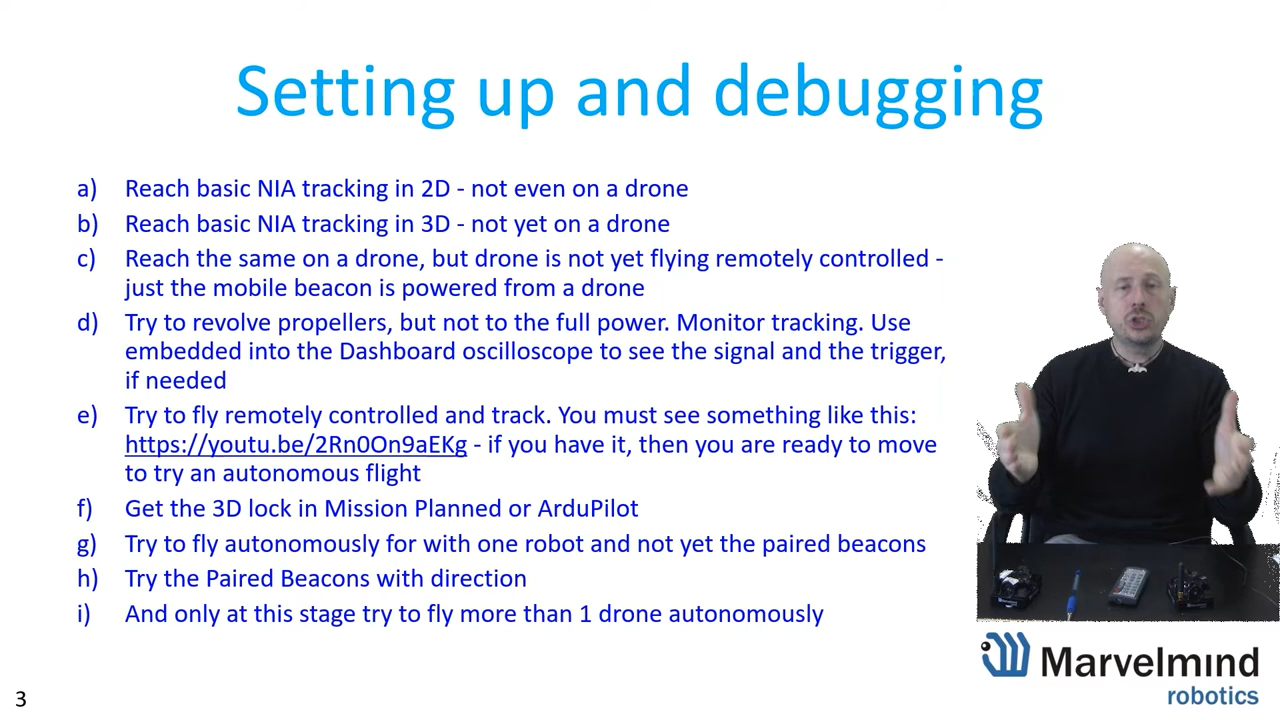 Setting up and debugging
a) Reach basic NIA tracking in 2D - not even on a drone
b) Reach basic NIA tracking in 3D - not yet on a drone
c) Reach the same on a drone, but drone is not yet flying remotely controlled -
just the mobile beacon is powered from a drone
d) Try to revolve propellers, but not to the full power. Monitor tracking. Use
embedded into the Dashboard oscilloscope to see the signal and the trigger,
if needed
e) Try to fly remotely controlled and track. You must see something like this:
https://youtu.be/2Rn0On9aEKg - if you have it, then you are ready to move
to try an autonomous flight
f) Get the 3D lock in Mission Planned or ArduPilot
g) Try to fly autonomously for with one robot and not yet the paired beacons
h) Try the Paired Beacons with direction
i) And only at this stage try to fly more than 1 drone autonomously
Marvelmind
robotics
3